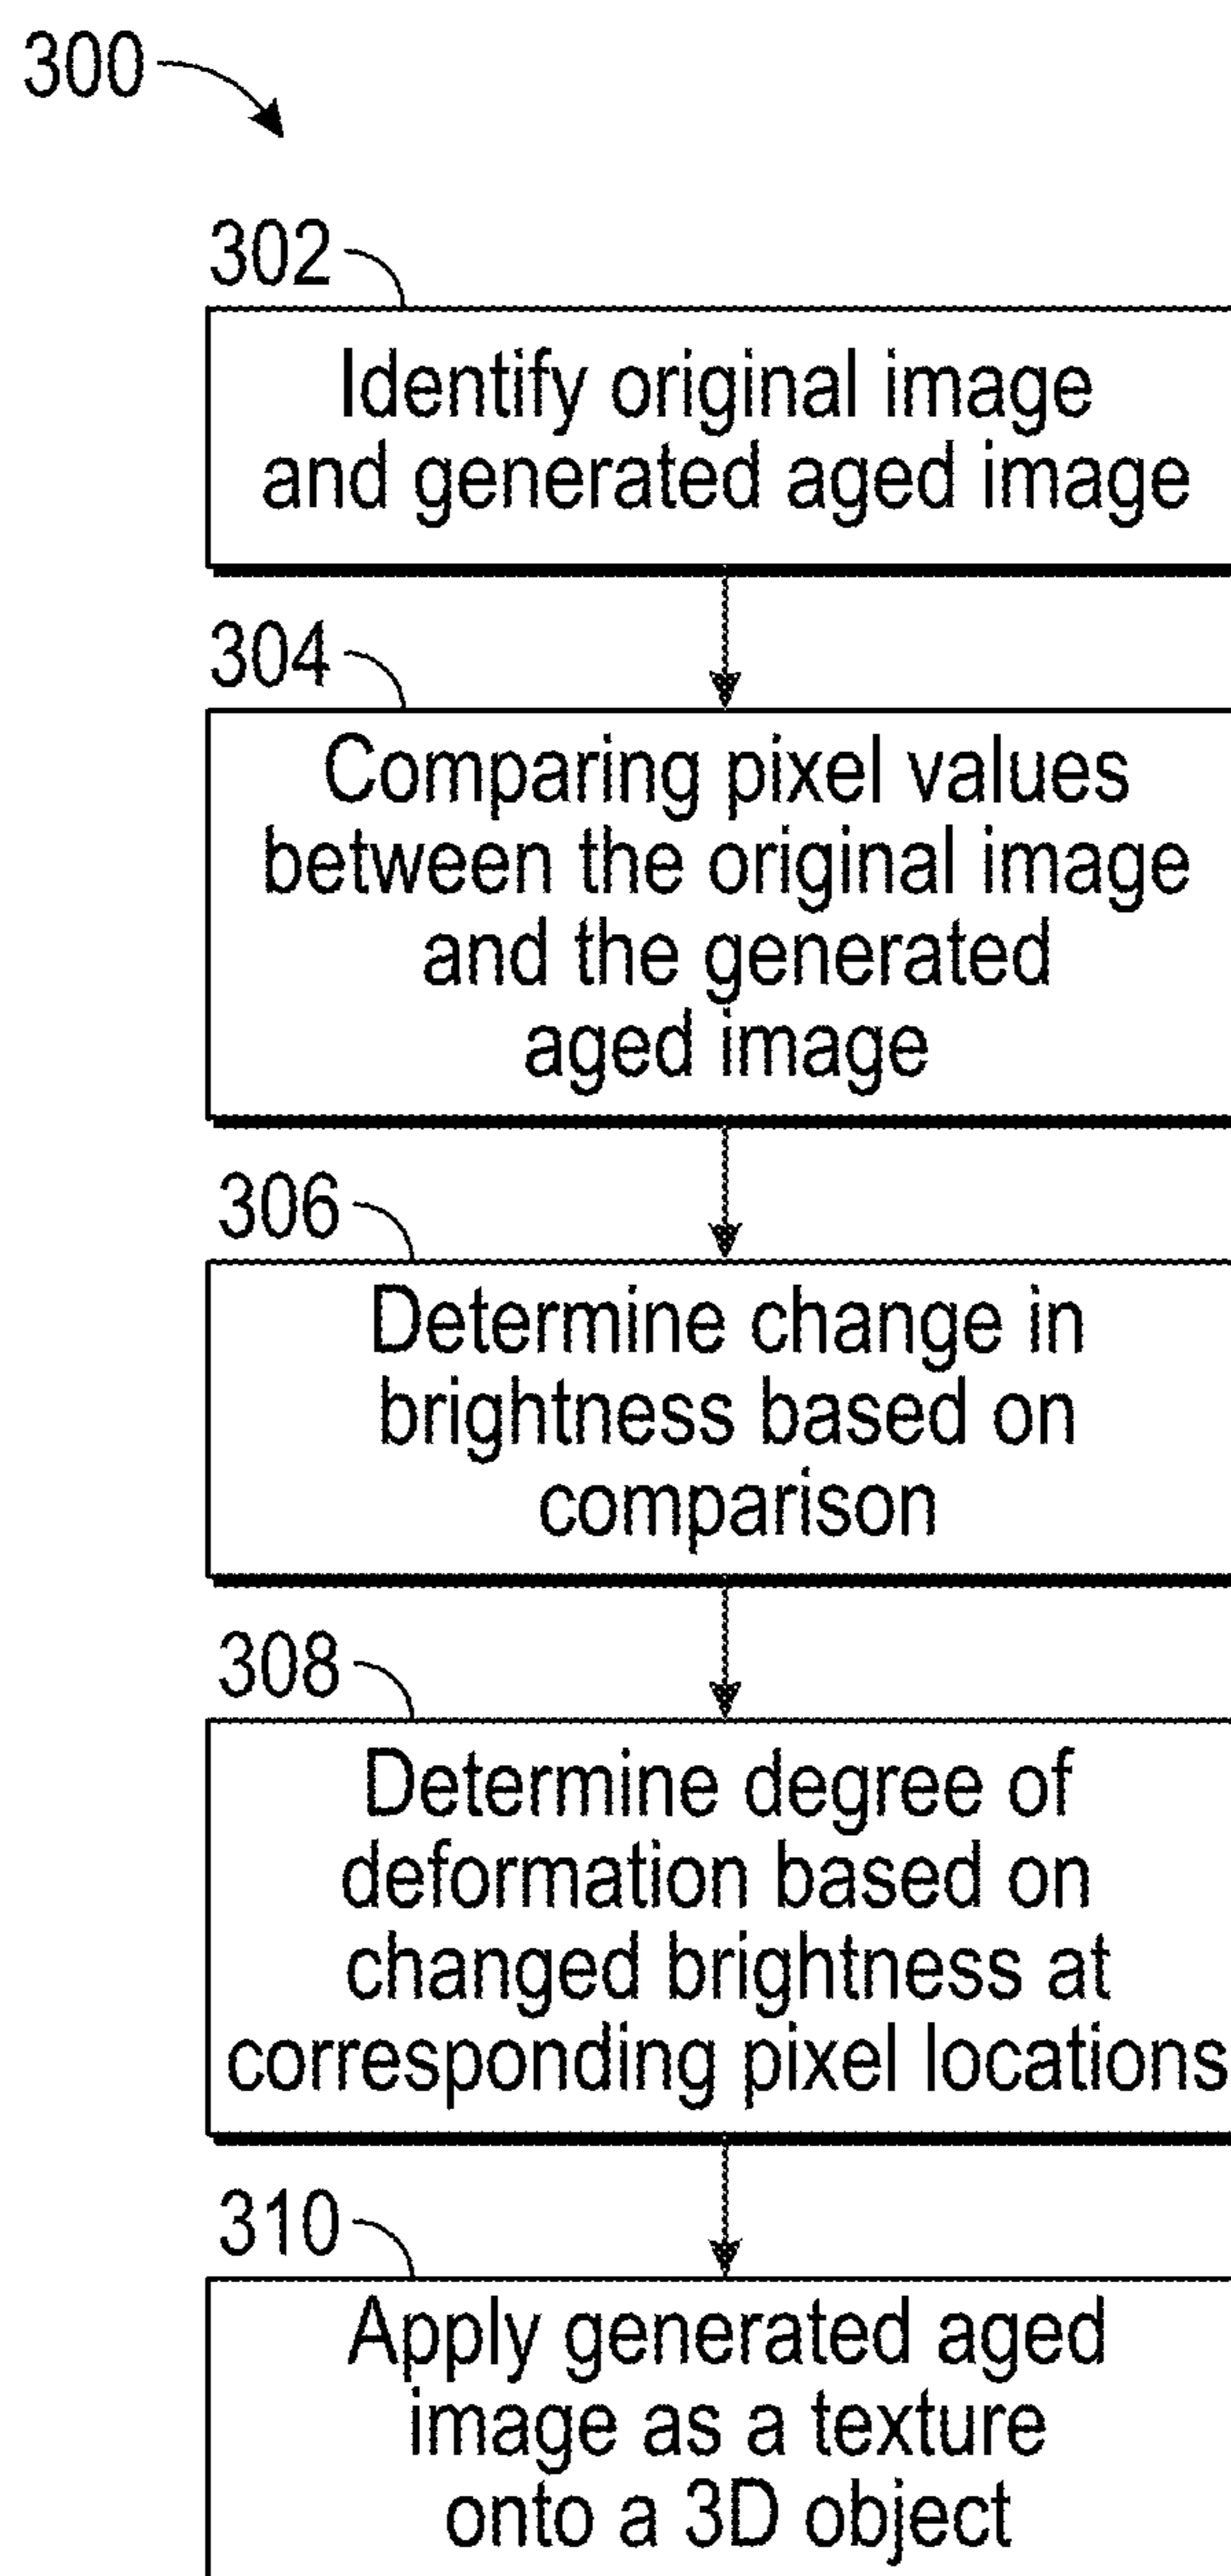 300
302
Identify original image
and generated aged image
304
Comparing pixel values
between the original image
and the generated
aged image
306
Determine change in
brightness based on
comparison
308
Determine degree of
deformation based on
changed brightness at
corresponding pixel locations
310
Apply generated aged
image as a texture
onto a 3D object